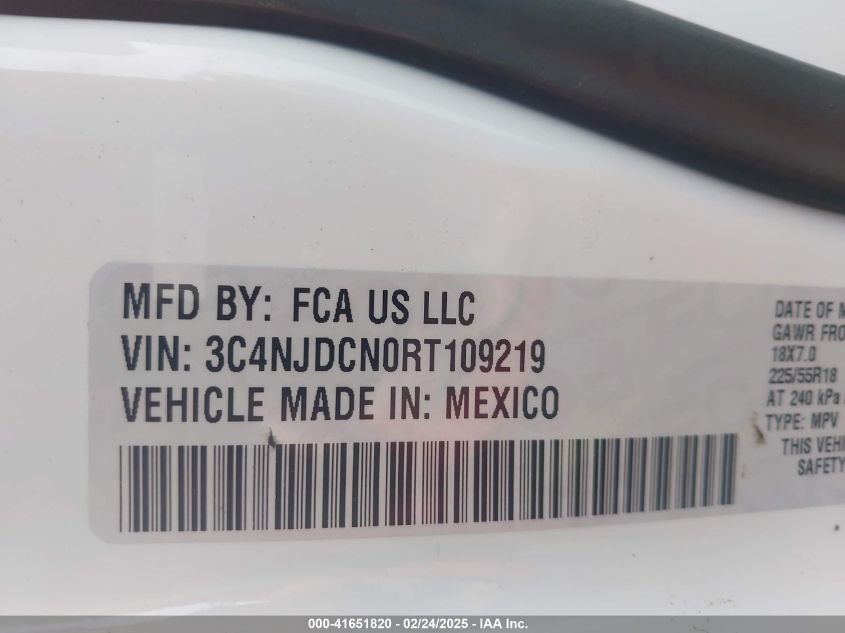 MFD BY: FCA US LLC
VIN: 3C4NJDCN0RT109219
VEHICLE MADE IN: MEXICO
DATE OF M
GAWR FRO
18X7.0
225/55R18
AT 240 kPa
TYPE: MPV
THIS VEHI
SAFETY
000-41651820 - 02/24/2025 - IAA Inc.